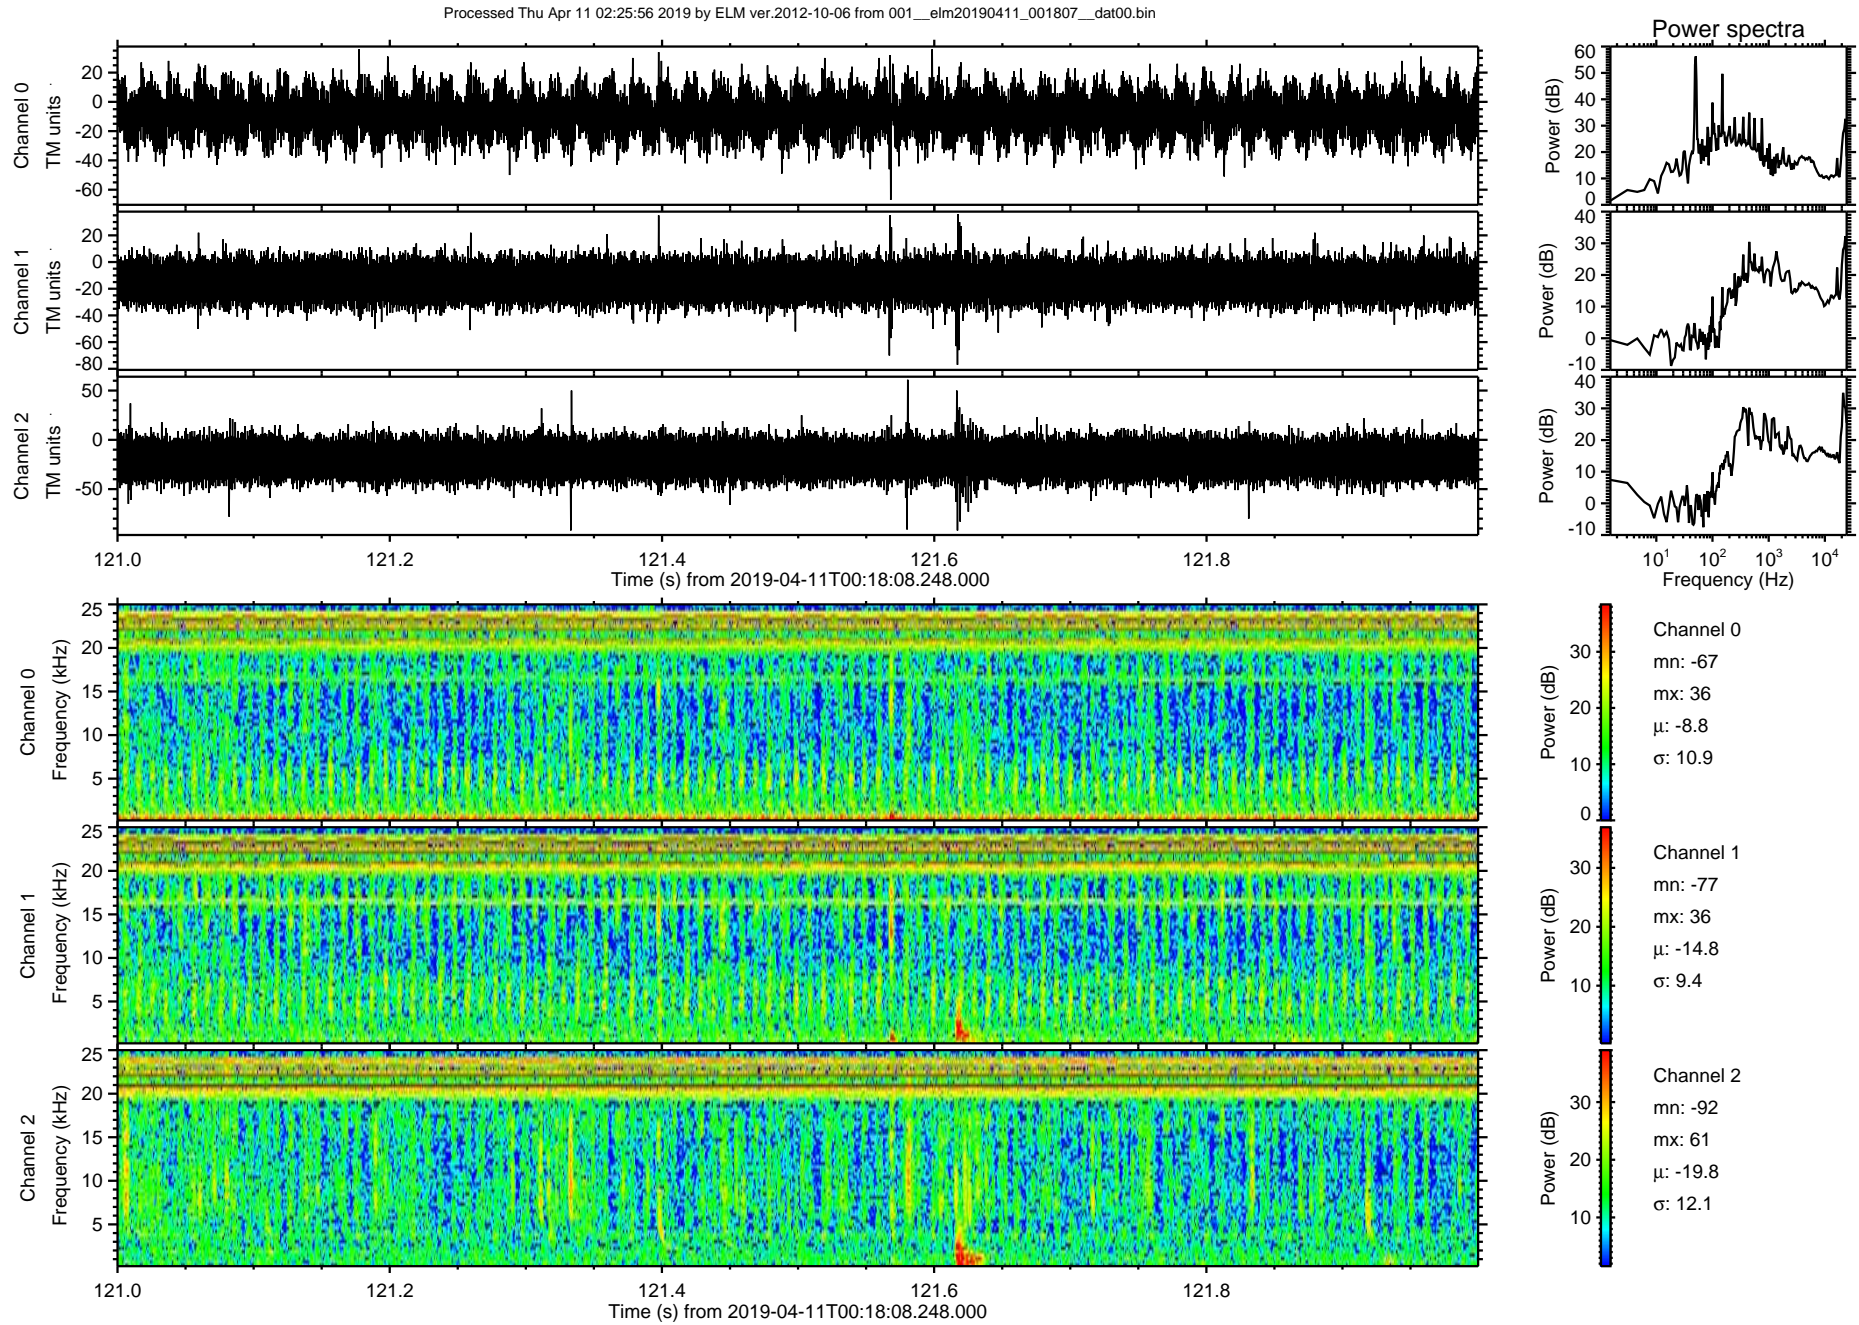 Processed Thu Apr 11 02:25:56 2019 by ELM ver.2012-10-06 from 001__elm20190411_001807__dat00.bin
Power spectra
Channel 0
TM units
20
0
-20
-40
-60
Power (dB)
60
50
40
30
20
10
0
Channel 1
TM units
20
0
-20
-40
-60
-80
Power (dB)
40
30
20
10
0
-10
Channel 2
TM units
50
0
-50
Power (dB)
40
30
20
10
0
-10
121.0 121.2 121.4 121.6 121.8
Time (s) from 2019-04-11T00:18:08.248.000
10¹ 10² 10³ 10⁴
Frequency (Hz)
Channel 0
Frequency (kHz)
25
20
15
10
5
Power (dB)
30
20
10
0
Channel 0
mn: -67
mx: 36
μ: -8.8
σ: 10.9
Channel 1
Frequency (kHz)
25
20
15
10
5
Power (dB)
30
20
10
Channel 1
mn: -77
mx: 36
μ: -14.8
σ: 9.4
Channel 2
Frequency (kHz)
25
20
15
10
5
Power (dB)
30
20
10
Channel 2
mn: -92
mx: 61
μ: -19.8
σ: 12.1
121.0 121.2 121.4 121.6 121.8
Time (s) from 2019-04-11T00:18:08.248.000